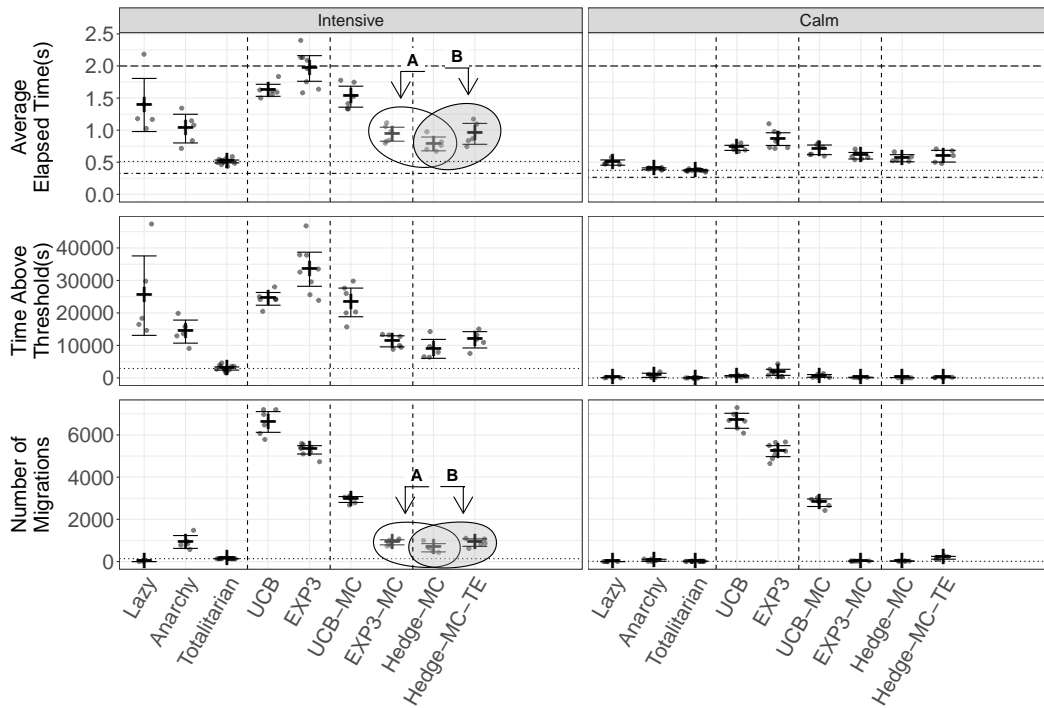 Intensive
Calm
Average
Elapsed Time(s)
2.5
2.0
1.5
1.0
0.5
0.0
A
B
Time Above
Threshold(s)
40000
30000
20000
10000
0
Number of
Migrations
6000
4000
2000
0
A
B
Lazy
Anarchy
Totalitarian
UCB
EXP3
UCB−MC
EXP3−MC
Hedge−MC
Hedge−MC−TE
Lazy
Anarchy
Totalitarian
UCB
EXP3
UCB−MC
EXP3−MC
Hedge−MC
Hedge−MC−TE